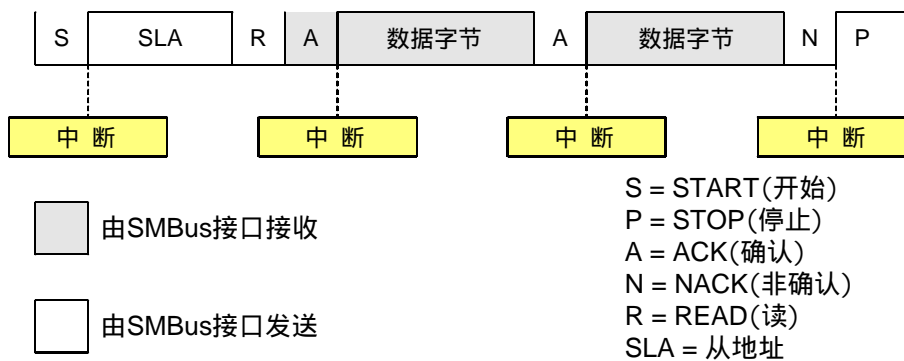 S SLA R A 数据字节 A 数据字节 N P
中 断 中 断 中 断 中 断
由SMBus接口接收
由SMBus接口发送
S = START(开始)
P = STOP(停止)
A = ACK(确认)
N = NACK(非确认)
R = READ(读)
SLA = 从地址